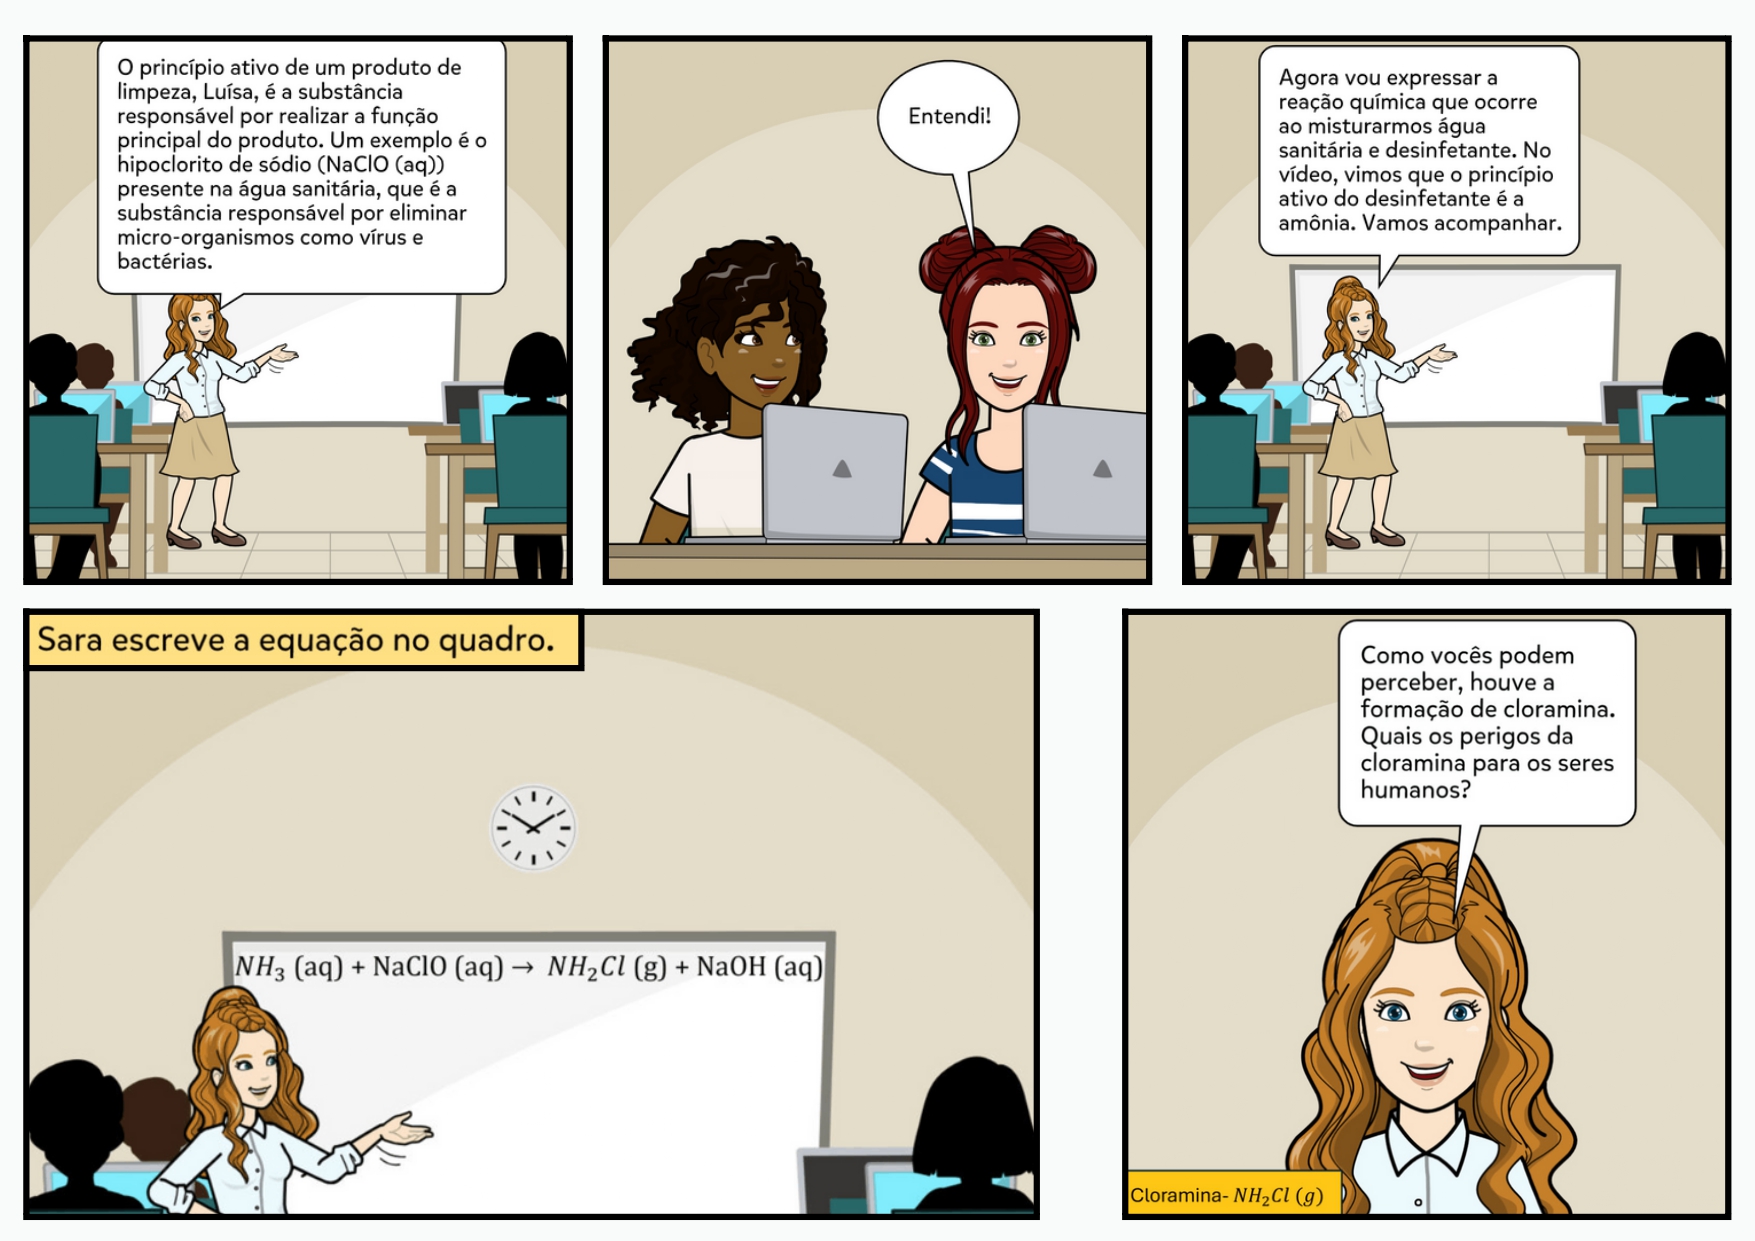 O princípio ativo de um produto de
limpeza, Luísa, é a substância
responsável por realizar a função
principal do produto. Um exemplo é o
hipoclorito de sódio (NaClO (aq))
presente na água sanitária, que é a
substância responsável por eliminar
micro-organismos como vírus e
bactérias.
Entendi!
Agora vou expressar a
reação química que ocorre
ao misturarmos água
sanitária e desinfetante. No
vídeo, vimos que o princípio
ativo do desinfetante é a
amônia. Vamos acompanhar.
Sara escreve a equação no quadro.
NH₃ (aq) + NaClO (aq) → NH₂Cl (g) + NaOH (aq)
Como vocês podem
perceber, houve a
formação de cloramina.
Quais os perigos da
cloramina para os seres
humanos?
Cloramina- NH₂Cl (g)